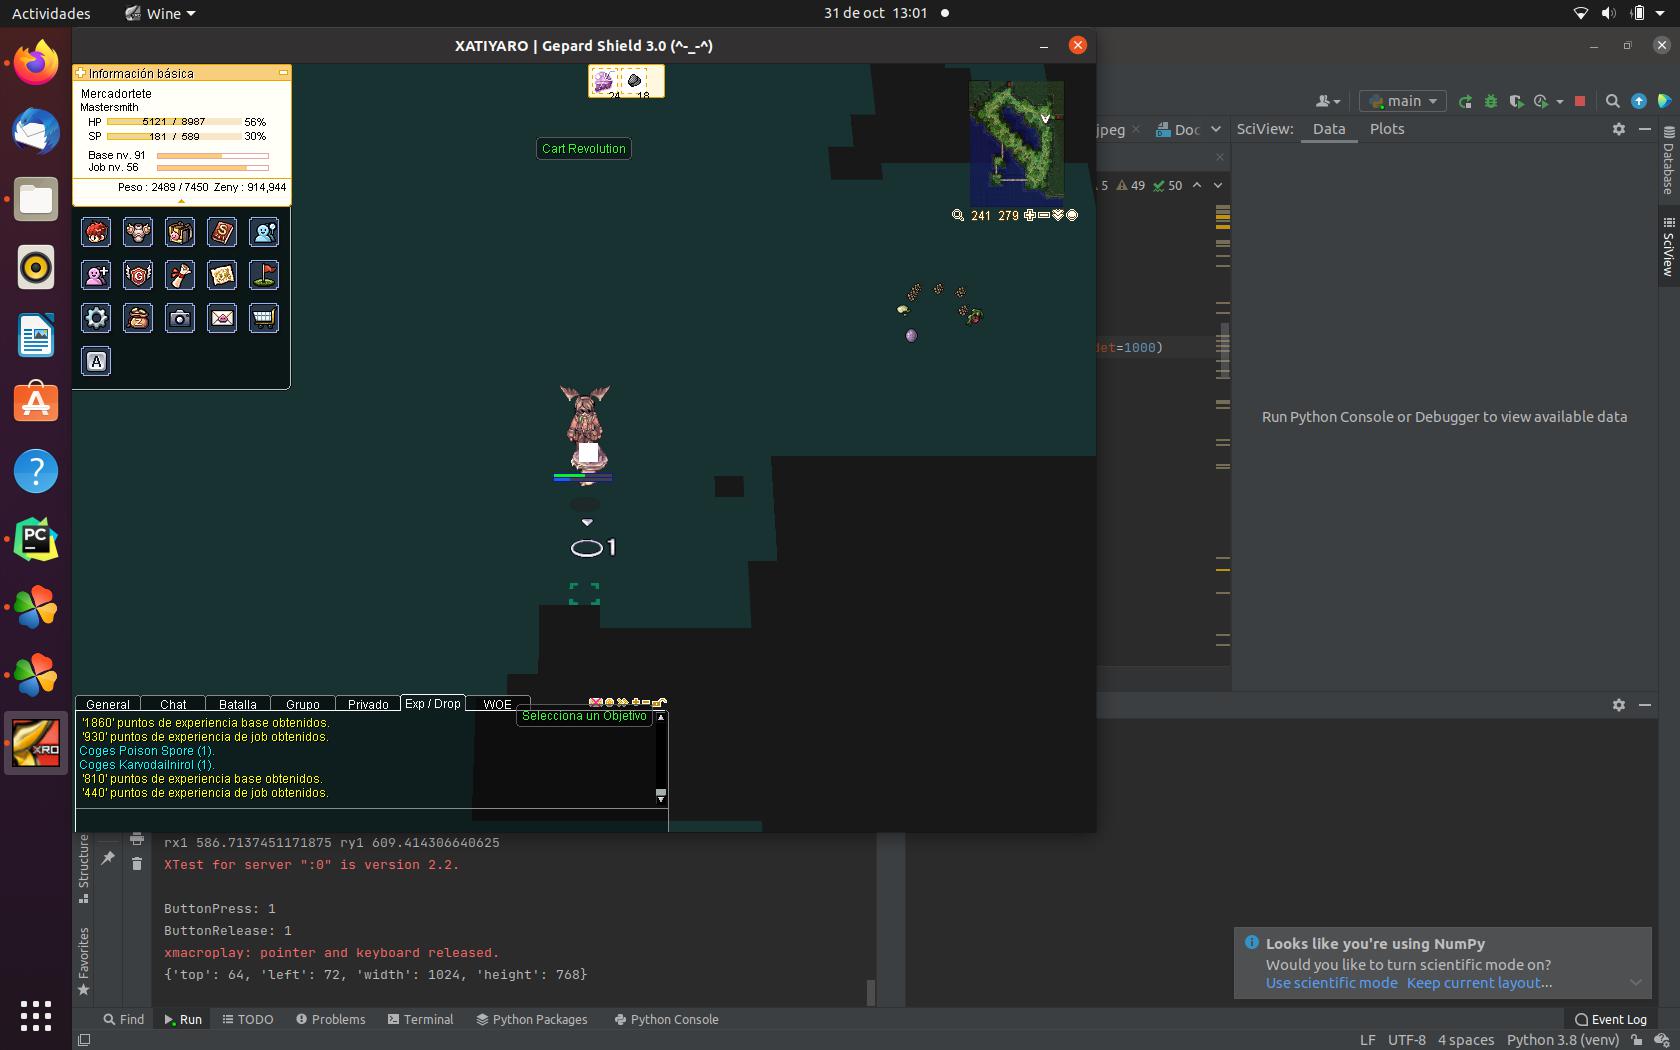 Actividades
Wine
31 de oct 13:01
XATIYARO | Gepard Shield 3.0 (^-_-^)
Información básica
Mercadortete
Mastersmith
HP 5121 / 8987 56%
SP 181 / 589 30%
Base nv. 91
Job nv. 56
Peso : 2489 / 7450 Zeny : 914,944
24 18
Cart Revolution
241 279
1
General Chat Batalla Grupo Privado Exp / Drop WOE
Selecciona un Objetivo
'1860' puntos de experiencia base obtenidos.
'930' puntos de experiencia de job obtenidos.
Coges Poison Spore (1).
Coges Karvodailnirol (1).
'810' puntos de experiencia base obtenidos.
'440' puntos de experiencia de job obtenidos.
main
jpeg
Doc
SciView: Data Plots
5 49 50
det=1000)
Run Python Console or Debugger to view available data
Database
SciView
Structure
Favorites
rx1 586.7137451171875 ry1 609.414306640625
XTest for server ":0" is version 2.2.
ButtonPress: 1
ButtonRelease: 1
xmacroplay: pointer and keyboard released.
{'top': 64, 'left': 72, 'width': 1024, 'height': 768}
Looks like you're using NumPy
Would you like to turn scientific mode on?
Use scientific mode Keep current layout...
Find Run TODO Problems Terminal Python Packages Python Console
Event Log
LF UTF-8 4 spaces Python 3.8 (venv)
PC
XRO
A